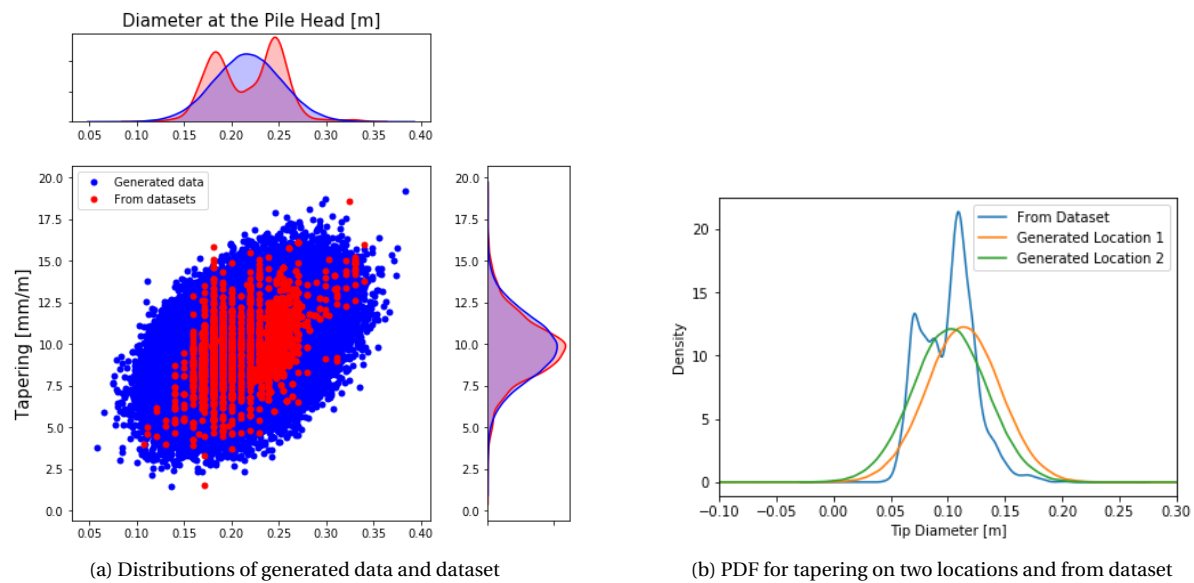 Diameter at the Pile Head [m]
0.05 0.10 0.15 0.20 0.25 0.30 0.35 0.40
Generated data
From datasets
Tapering [mm/m]
20.0
17.5
15.0
12.5
10.0
7.5
5.0
2.5
0.0
0.05 0.10 0.15 0.20 0.25 0.30 0.35 0.40
20.0
17.5
15.0
12.5
10.0
7.5
5.0
2.5
0.0
(a) Distributions of generated data and dataset
From Dataset
Generated Location 1
Generated Location 2
Density
20
15
10
5
0
−0.10 −0.05 0.00 0.05 0.10 0.15 0.20 0.25 0.30
Tip Diameter [m]
(b) PDF for tapering on two locations and from dataset